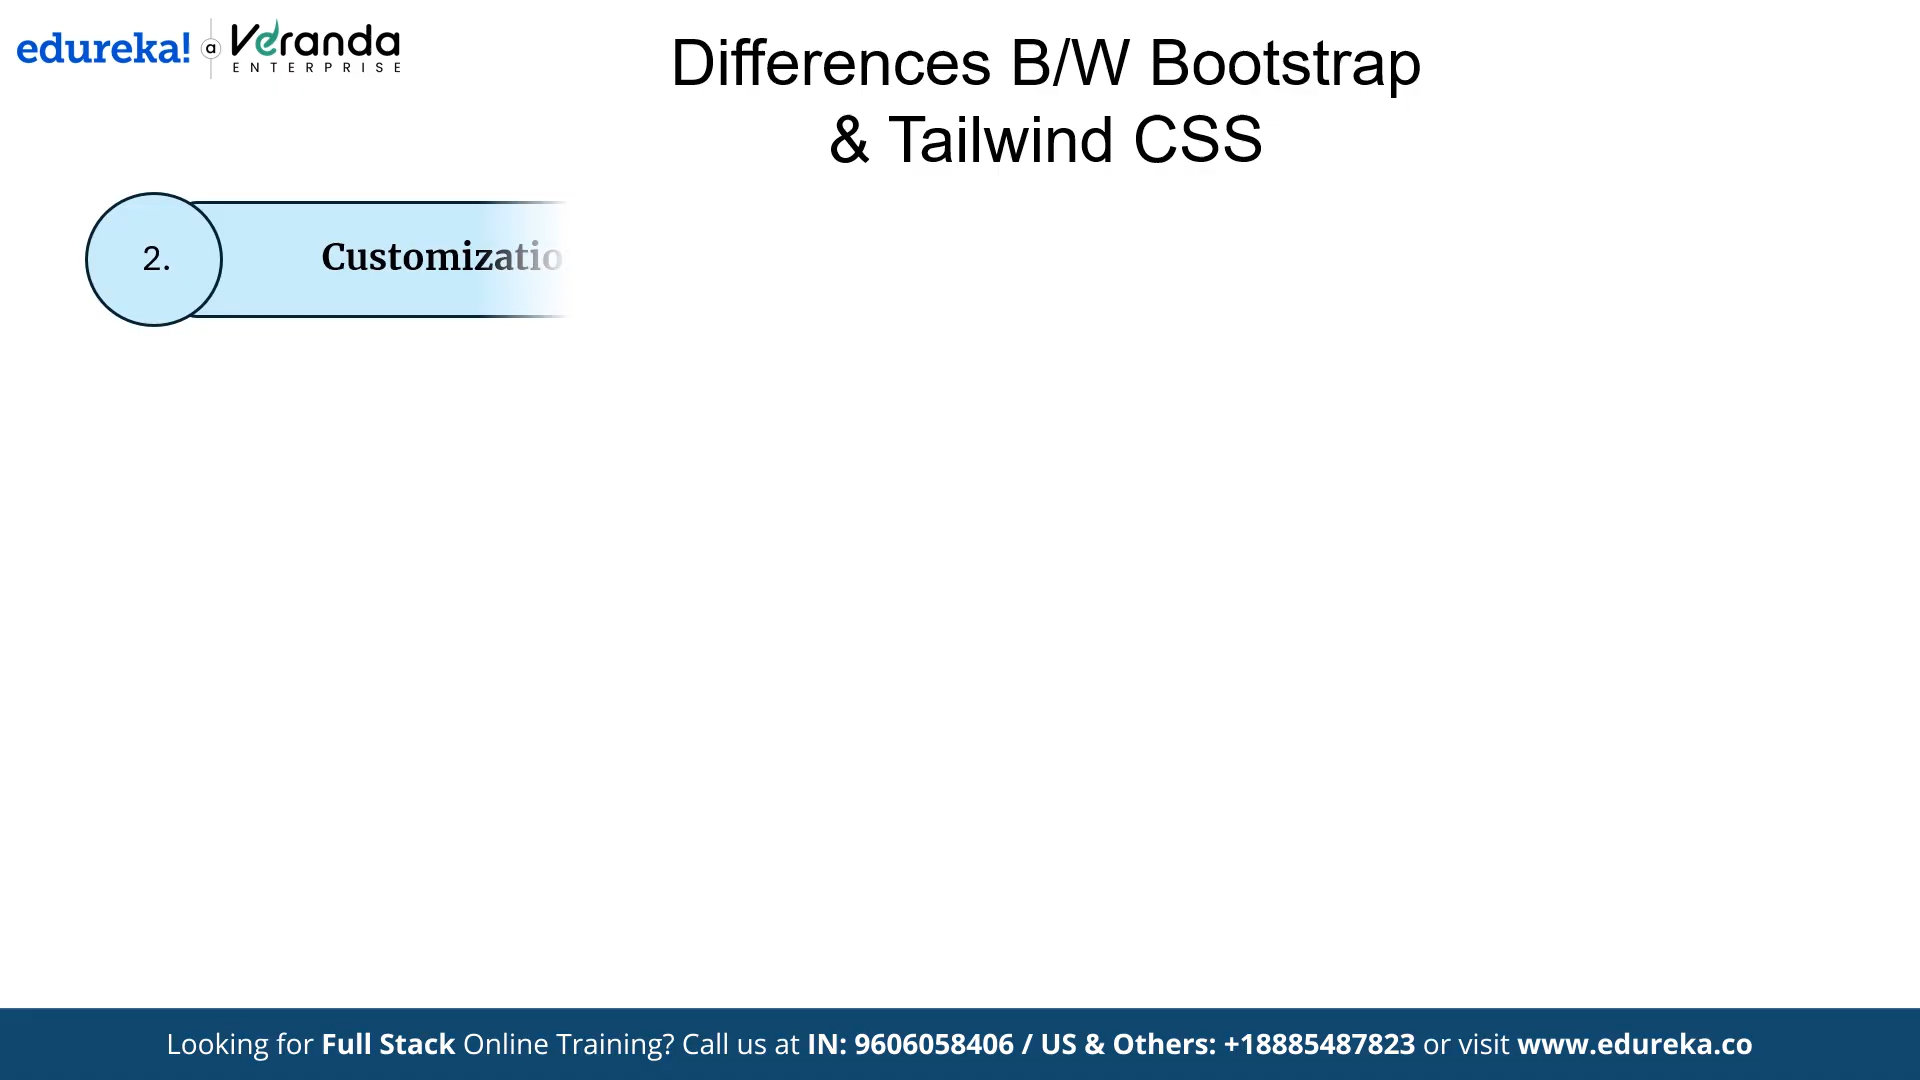 edureka! a Veranda
ENTERPRISE
Differences B/W Bootstrap
& Tailwind CSS
2.
Customizatio
Looking for Full Stack Online Training? Call us at IN: 9606058406 / US & Others: +18885487823 or visit www.edureka.co